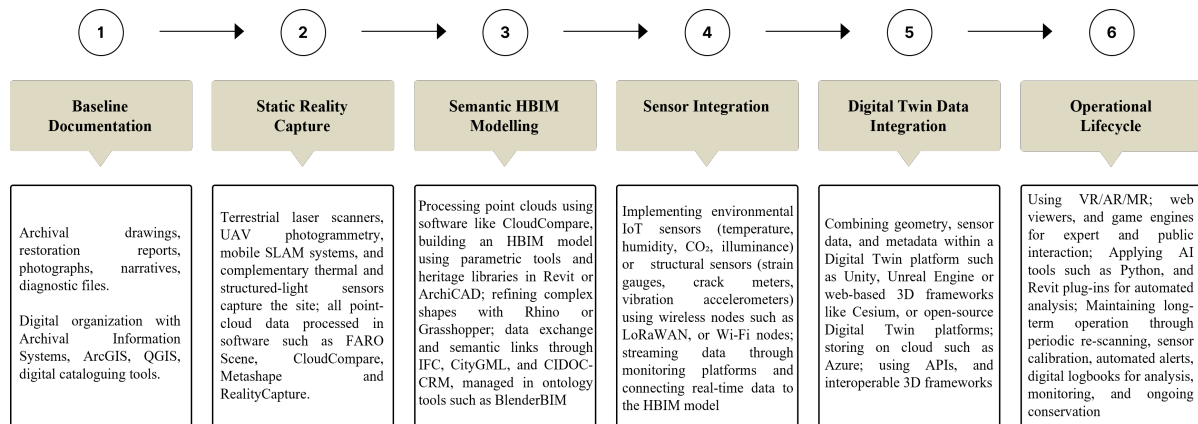 1
2
3
4
5
6
Baseline
Documentation
Static Reality
Capture
Semantic HBIM
Modelling
Sensor Integration
Digital Twin Data
Integration
Operational
Lifecycle
Archival drawings,
restoration reports,
photographs, narratives,
diagnostic files.
Digital organization with
Archival Information
Systems, ArcGIS, QGIS,
digital cataloguing tools.
Terrestrial laser scanners,
UAV photogrammetry,
mobile SLAM systems, and
complementary thermal and
structured-light sensors
capture the site; all point-
cloud data processed in
software such as FARO
Scene, CloudCompare,
Metashape and
RealityCapture.
Processing point clouds using
software like CloudCompare,
building an HBIM model
using parametric tools and
heritage libraries in Revit or
ArchiCAD; refining complex
shapes with Rhino or
Grasshopper; data exchange
and semantic links through
IFC, CityGML, and CIDOC-
CRM, managed in ontology
tools such as BlenderBIM
Implementing environmental
IoT sensors (temperature,
humidity, CO₂, illuminance)
or structural sensors (strain
gauges, crack meters,
vibration accelerometers)
using wireless nodes such as
LoRaWAN, or Wi-Fi nodes;
streaming data through
monitoring platforms and
connecting real-time data to
the HBIM model
Combining geometry, sensor
data, and metadata within a
Digital Twin platform such
as Unity, Unreal Engine or
web-based 3D frameworks
like Cesium, or open-source
Digital Twin platforms;
storing on cloud such as
Azure; using APIs, and
interoperable 3D frameworks
Using VR/AR/MR; web
viewers, and game engines
for expert and public
interaction; Applying AI
tools such as Python, and
Revit plug-ins for automated
analysis; Maintaining long-
term operation through
periodic re-scanning, sensor
calibration, automated alerts,
digital logbooks for analysis,
monitoring, and ongoing
conservation